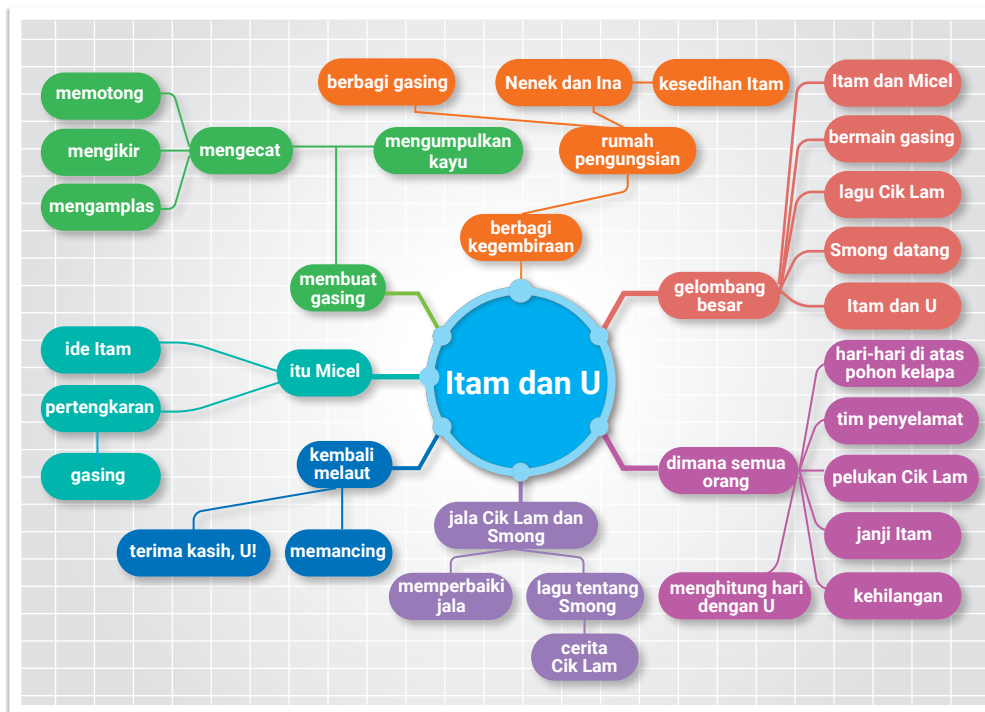 Itam dan U
gelombang
besar
Itam dan Micel
bermain gasing
lagu Cik Lam
Smong datang
Itam dan U
dimana semua
orang
hari-hari di atas
pohon kelapa
tim penyelamat
pelukan Cik Lam
janji Itam
kehilangan
menghitung hari
dengan U
jala Cik Lam dan
Smong
memperbaiki
jala
lagu tentang
Smong
cerita
Cik Lam
kembali
melaut
terima kasih, U!
memancing
itu Micel
ide Itam
pertengkaran
gasing
membuat
gasing
mengumpulkan
kayu
mengecat
memotong
mengikir
mengamplas
berbagi
kegembiraan
rumah
pengungsian
berbagi gasing
Nenek dan Ina
kesedihan Itam